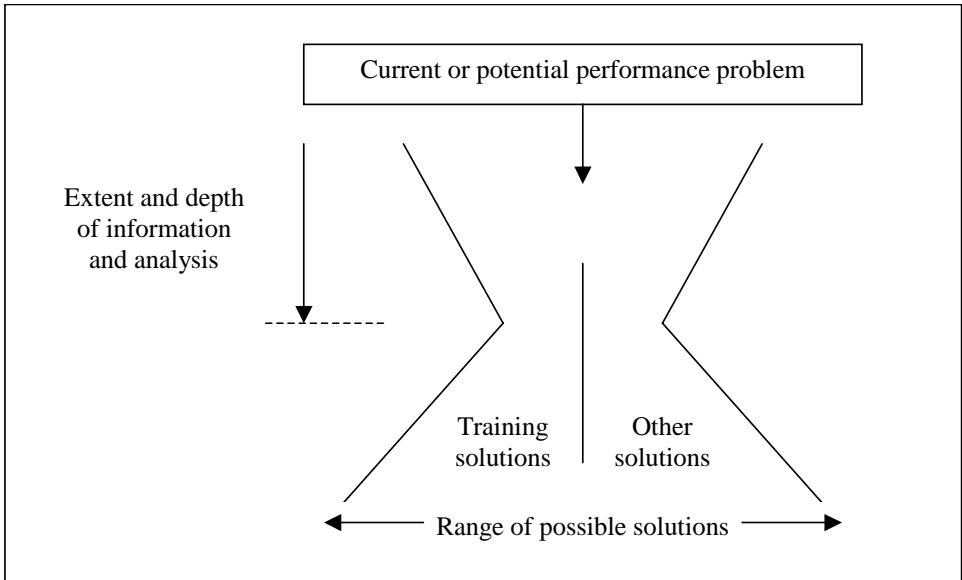 Current or potential performance problem
Extent and depth
of information
and analysis
Training
solutions
Other
solutions
Range of possible solutions